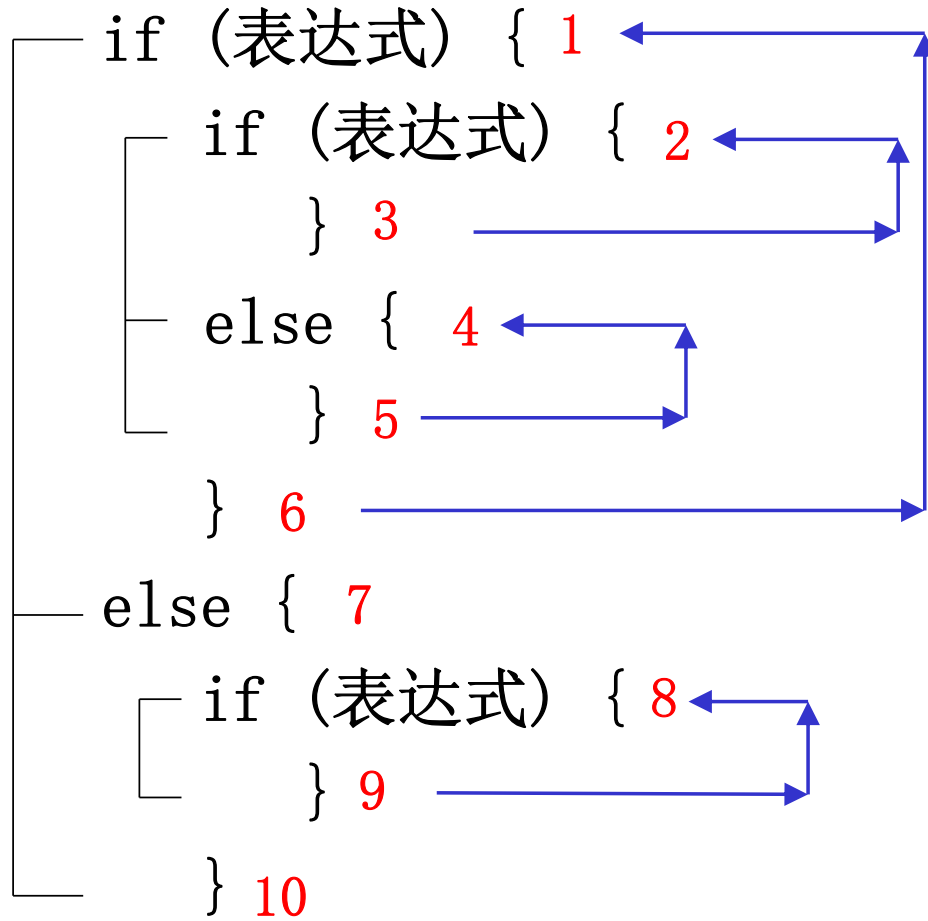 if (表达式) { 1
if (表达式) { 2
} 3
else { 4
} 5
} 6
else { 7
if (表达式) { 8
} 9
} 10